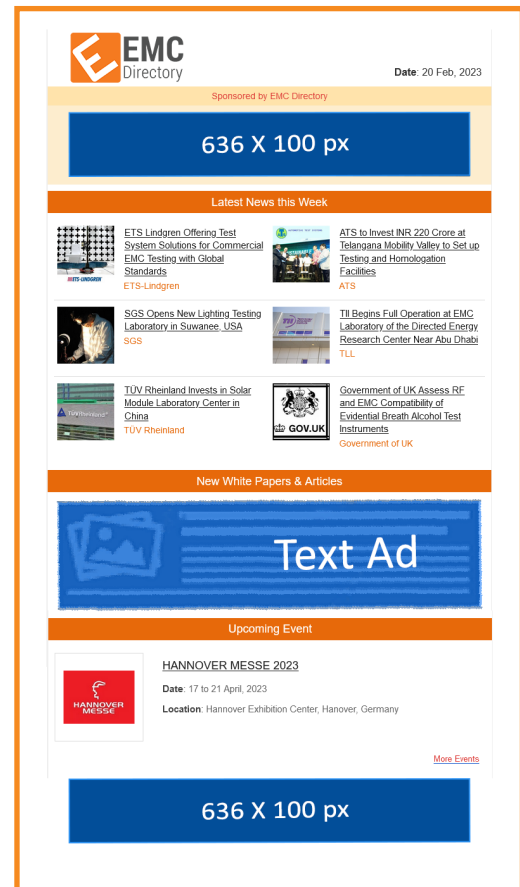 EMC
Directory
Date: 20 Feb, 2023
Sponsored by EMC Directory
636 X 100 px
Latest News this Week
ETS-LINDGREN
ETS Lindgren Offering Test
System Solutions for Commercial
EMC Testing with Global
Standards
ETS-Lindgren
ATS to Invest INR 220 Crore at
Telangana Mobility Valley to Set up
Testing and Homologation
Facilities
ATS
SGS Opens New Lighting Testing
Laboratory in Suwanee, USA
SGS
TII Begins Full Operation at EMC
Laboratory of the Directed Energy
Research Center Near Abu Dhabi
TLL
TÜVRheinland
TÜV Rheinland Invests in Solar
Module Laboratory Center in
China
TÜV Rheinland
GOV.UK
Government of UK Assess RF
and EMC Compatibility of
Evidential Breath Alcohol Test
Instruments
Government of UK
New White Papers & Articles
Text Ad
Upcoming Event
HANNOVER
MESSE
HANNOVER MESSE 2023
Date: 17 to 21 April, 2023
Location: Hannover Exhibition Center, Hanover, Germany
More Events
636 X 100 px